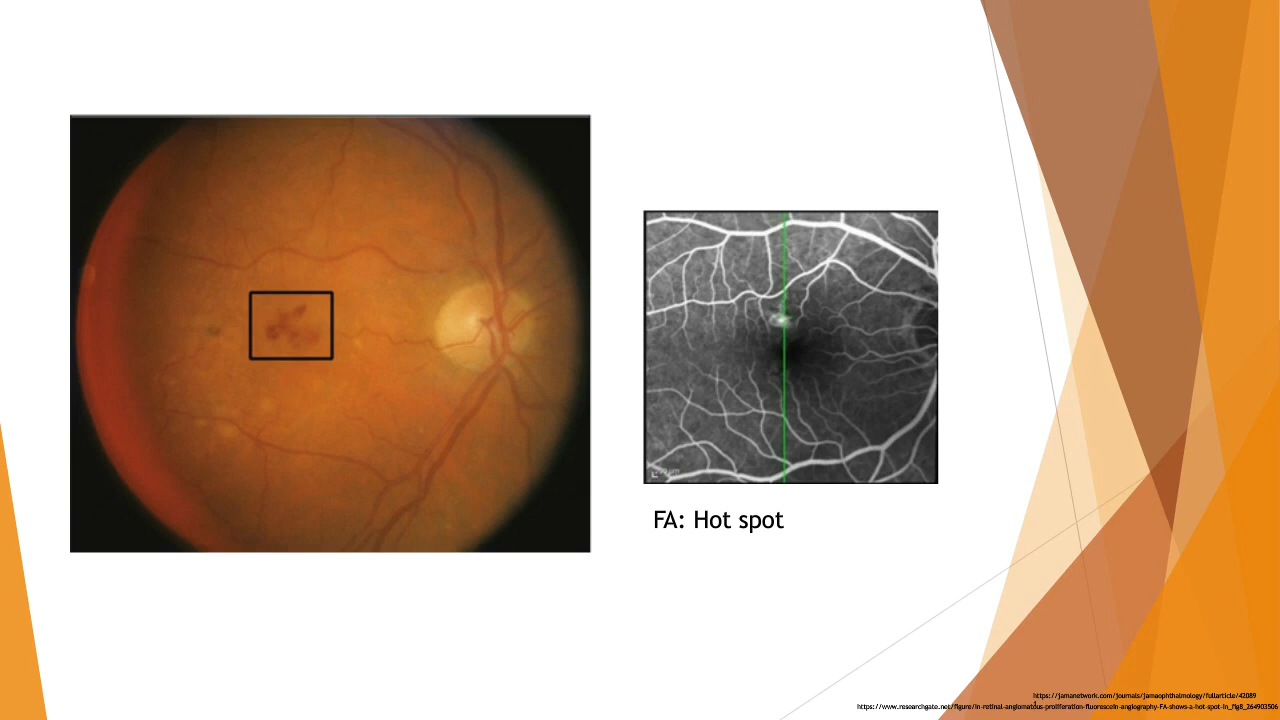 FA: Hot spot
https://jamanetwork.com/journals/jamaophthalmology/fullarticle/42089
1
https://www.researchgate.net/figure/in-retinal-angiomatous-proliferation-fluorescein-angiography-FA-shows-a-hot-spot-in_fig8_264903506